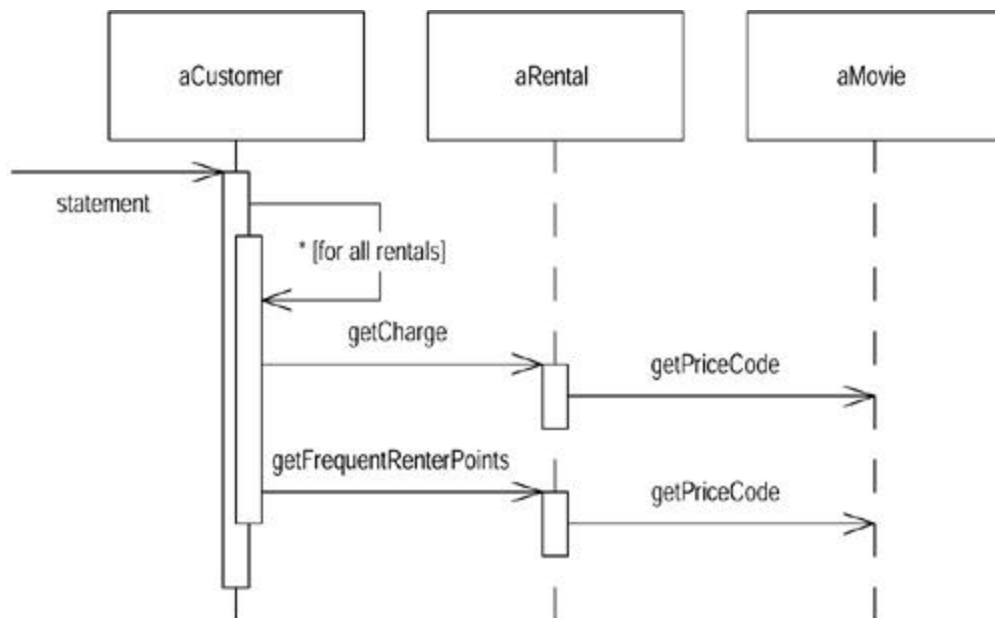 aCustomer
aRental
aMovie
statement
* [for all rentals]
getCharge
getPriceCode
getFrequentRenterPoints
getPriceCode